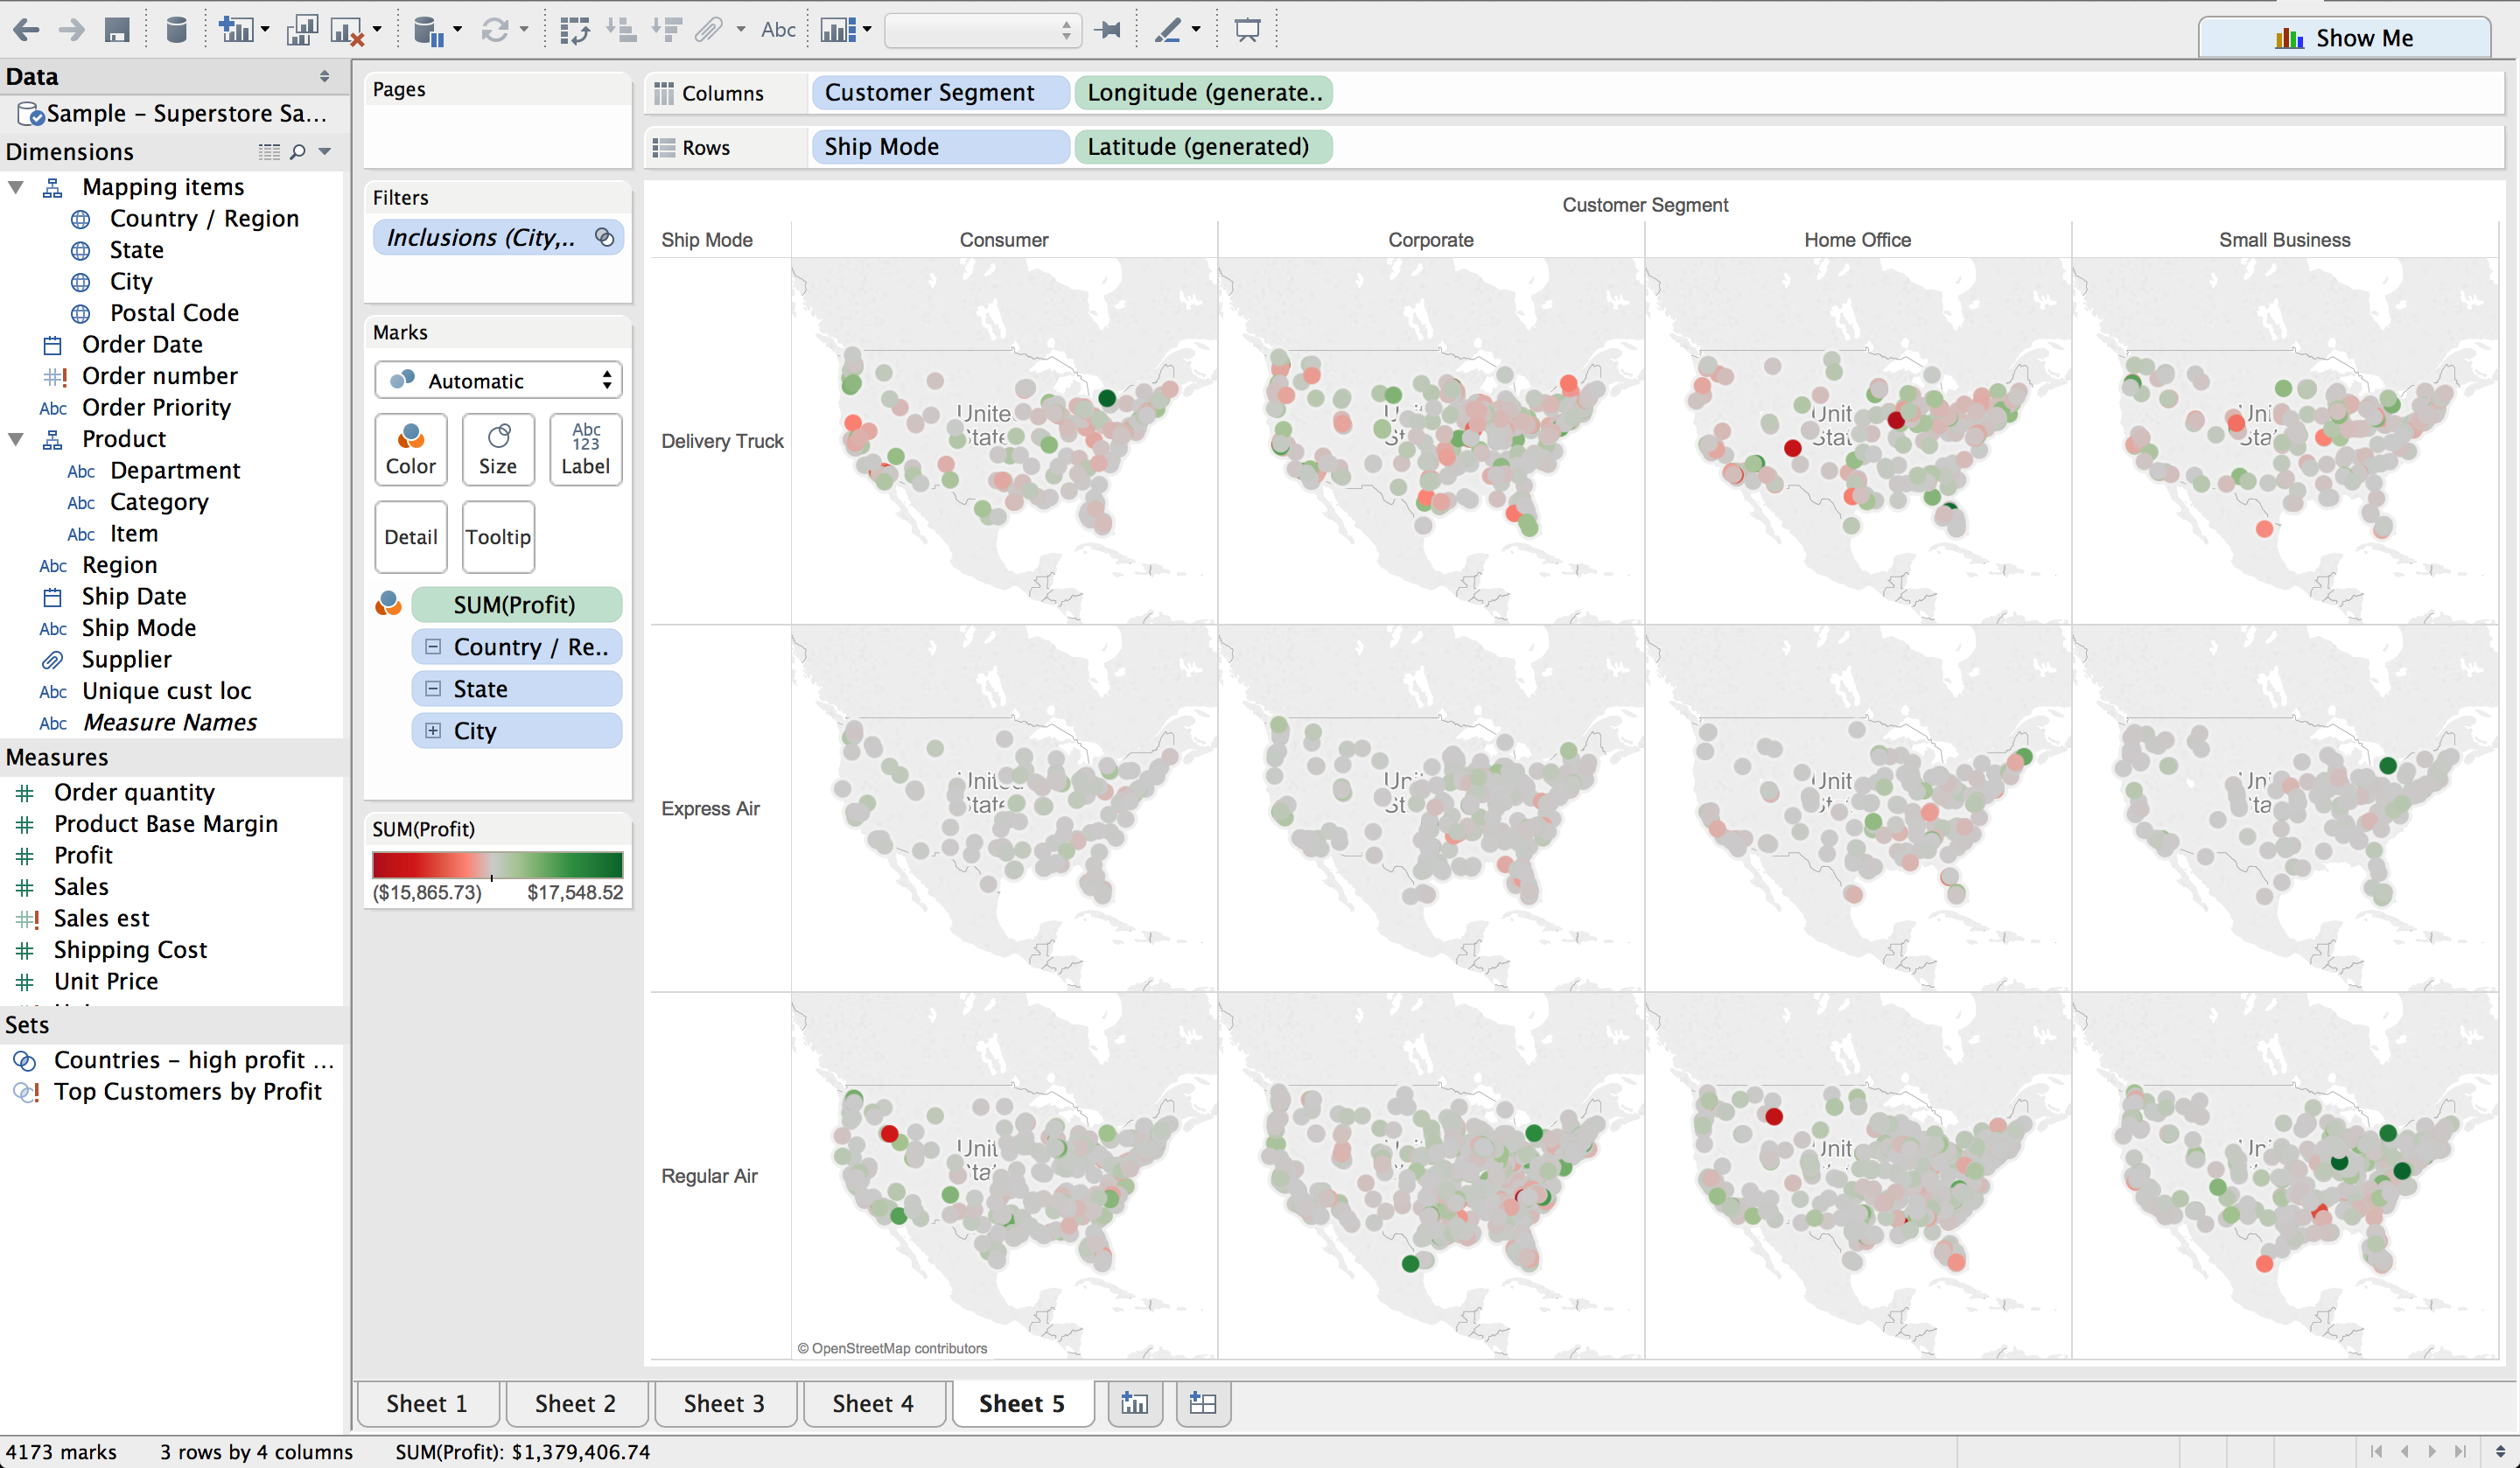 Abc
Show Me
Data
Sample – Superstore Sa...
Dimensions
Mapping items
Country / Region
State
City
Postal Code
Order Date
Order number
Abc Order Priority
Product
Abc Department
Abc Category
Abc Item
Abc Region
Ship Date
Abc Ship Mode
Supplier
Abc Unique cust loc
Abc Measure Names
Measures
Order quantity
Product Base Margin
Profit
Sales
Sales est
Shipping Cost
Unit Price
Sets
Countries – high profit ...
Top Customers by Profit
Pages
Filters
Inclusions (City,..
Marks
Automatic
Color
Size
Abc
123
Label
Detail
Tooltip
SUM(Profit)
Country / Re..
State
City
SUM(Profit)
($15,865.73) $17,548.52
Columns
Customer Segment
Longitude (generate..
Rows
Ship Mode
Latitude (generated)
Customer Segment
Ship Mode
Consumer
Corporate
Home Office
Small Business
Delivery Truck
Express Air
Regular Air
© OpenStreetMap contributors
Sheet 1
Sheet 2
Sheet 3
Sheet 4
Sheet 5
4173 marks
3 rows by 4 columns
SUM(Profit): $1,379,406.74